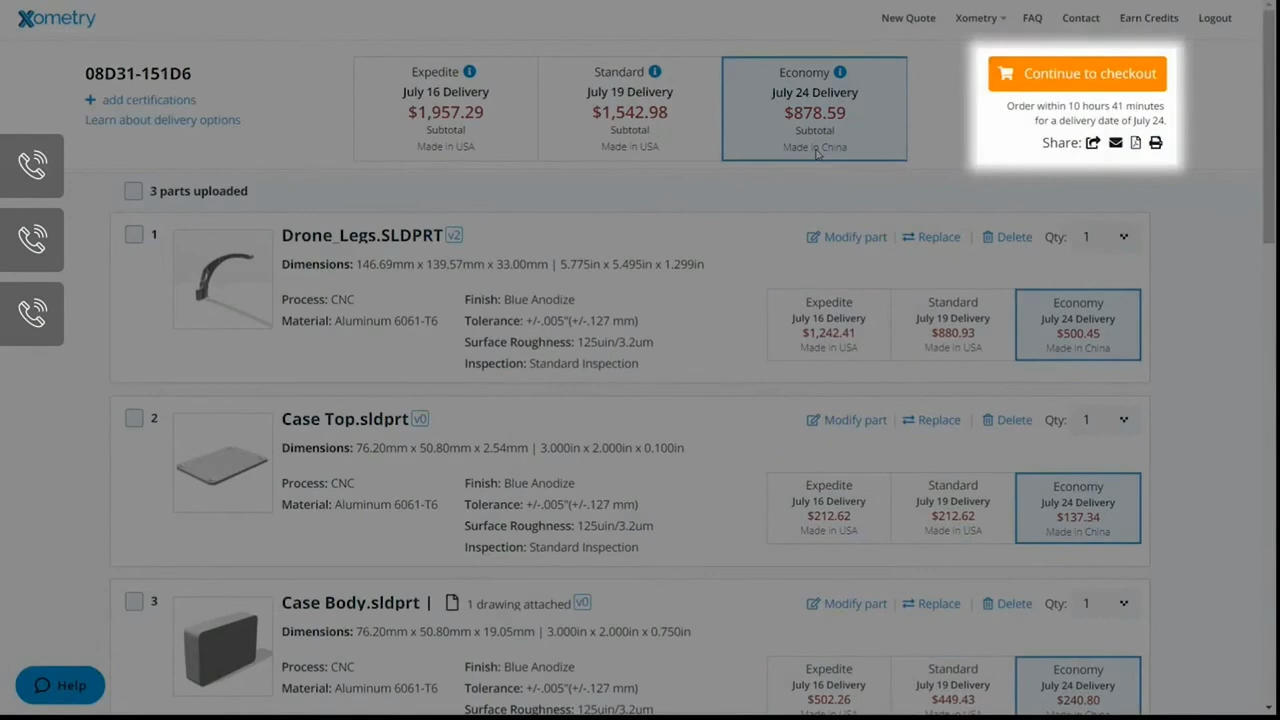 Xometry
New Quote
Xometry
FAQ
Contact
Earn Credits
Logout
08D31-151D6
+ add certifications
Learn about delivery options
Expedite
July 16 Delivery
$1,957.29
Subtotal
Made in USA
Standard
July 19 Delivery
$1,542.98
Subtotal
Made in USA
Economy
July 24 Delivery
$878.59
Subtotal
Made in China
Continue to checkout
Order within 10 hours 41 minutes
for a delivery date of July 24.
Share:
3 parts uploaded
1
Drone_Legs.SLDPRT v2
Modify part | Replace | Delete Qty: 1
Dimensions: 146.69mm x 139.57mm x 33.00mm | 5.775in x 5.495in x 1.299in
Process: CNC
Material: Aluminum 6061-T6
Finish: Blue Anodize
Tolerance: +/-.005"(+/-.127 mm)
Surface Roughness: 125uin/3.2um
Inspection: Standard Inspection
Expedite
July 16 Delivery
$1,242.41
Made in USA
Standard
July 19 Delivery
$880.93
Made in USA
Economy
July 24 Delivery
$500.45
Made in China
2
Case Top.sldprt v0
Modify part | Replace | Delete Qty: 1
Dimensions: 76.20mm x 50.80mm x 2.54mm | 3.000in x 2.000in x 0.100in
Process: CNC
Material: Aluminum 6061-T6
Finish: Blue Anodize
Tolerance: +/-.005"(+/-.127 mm)
Surface Roughness: 125uin/3.2um
Inspection: Standard Inspection
Expedite
July 16 Delivery
$212.62
Made in USA
Standard
July 19 Delivery
$212.62
Made in USA
Economy
July 24 Delivery
$137.34
Made in China
3
Case Body.sldprt | 1 drawing attached v0
Modify part | Replace | Delete Qty: 1
Dimensions: 76.20mm x 50.80mm x 19.05mm | 3.000in x 2.000in x 0.750in
Process: CNC
Material: Aluminum 6061-T6
Finish: Blue Anodize
Tolerance: +/-.005"(+/-.127 mm)
Surface Roughness: 125uin/3.2um
Expedite
July 16 Delivery
$502.26
Made in USA
Standard
July 19 Delivery
$449.43
Made in USA
Economy
July 24 Delivery
$240.80
Made in China
Help